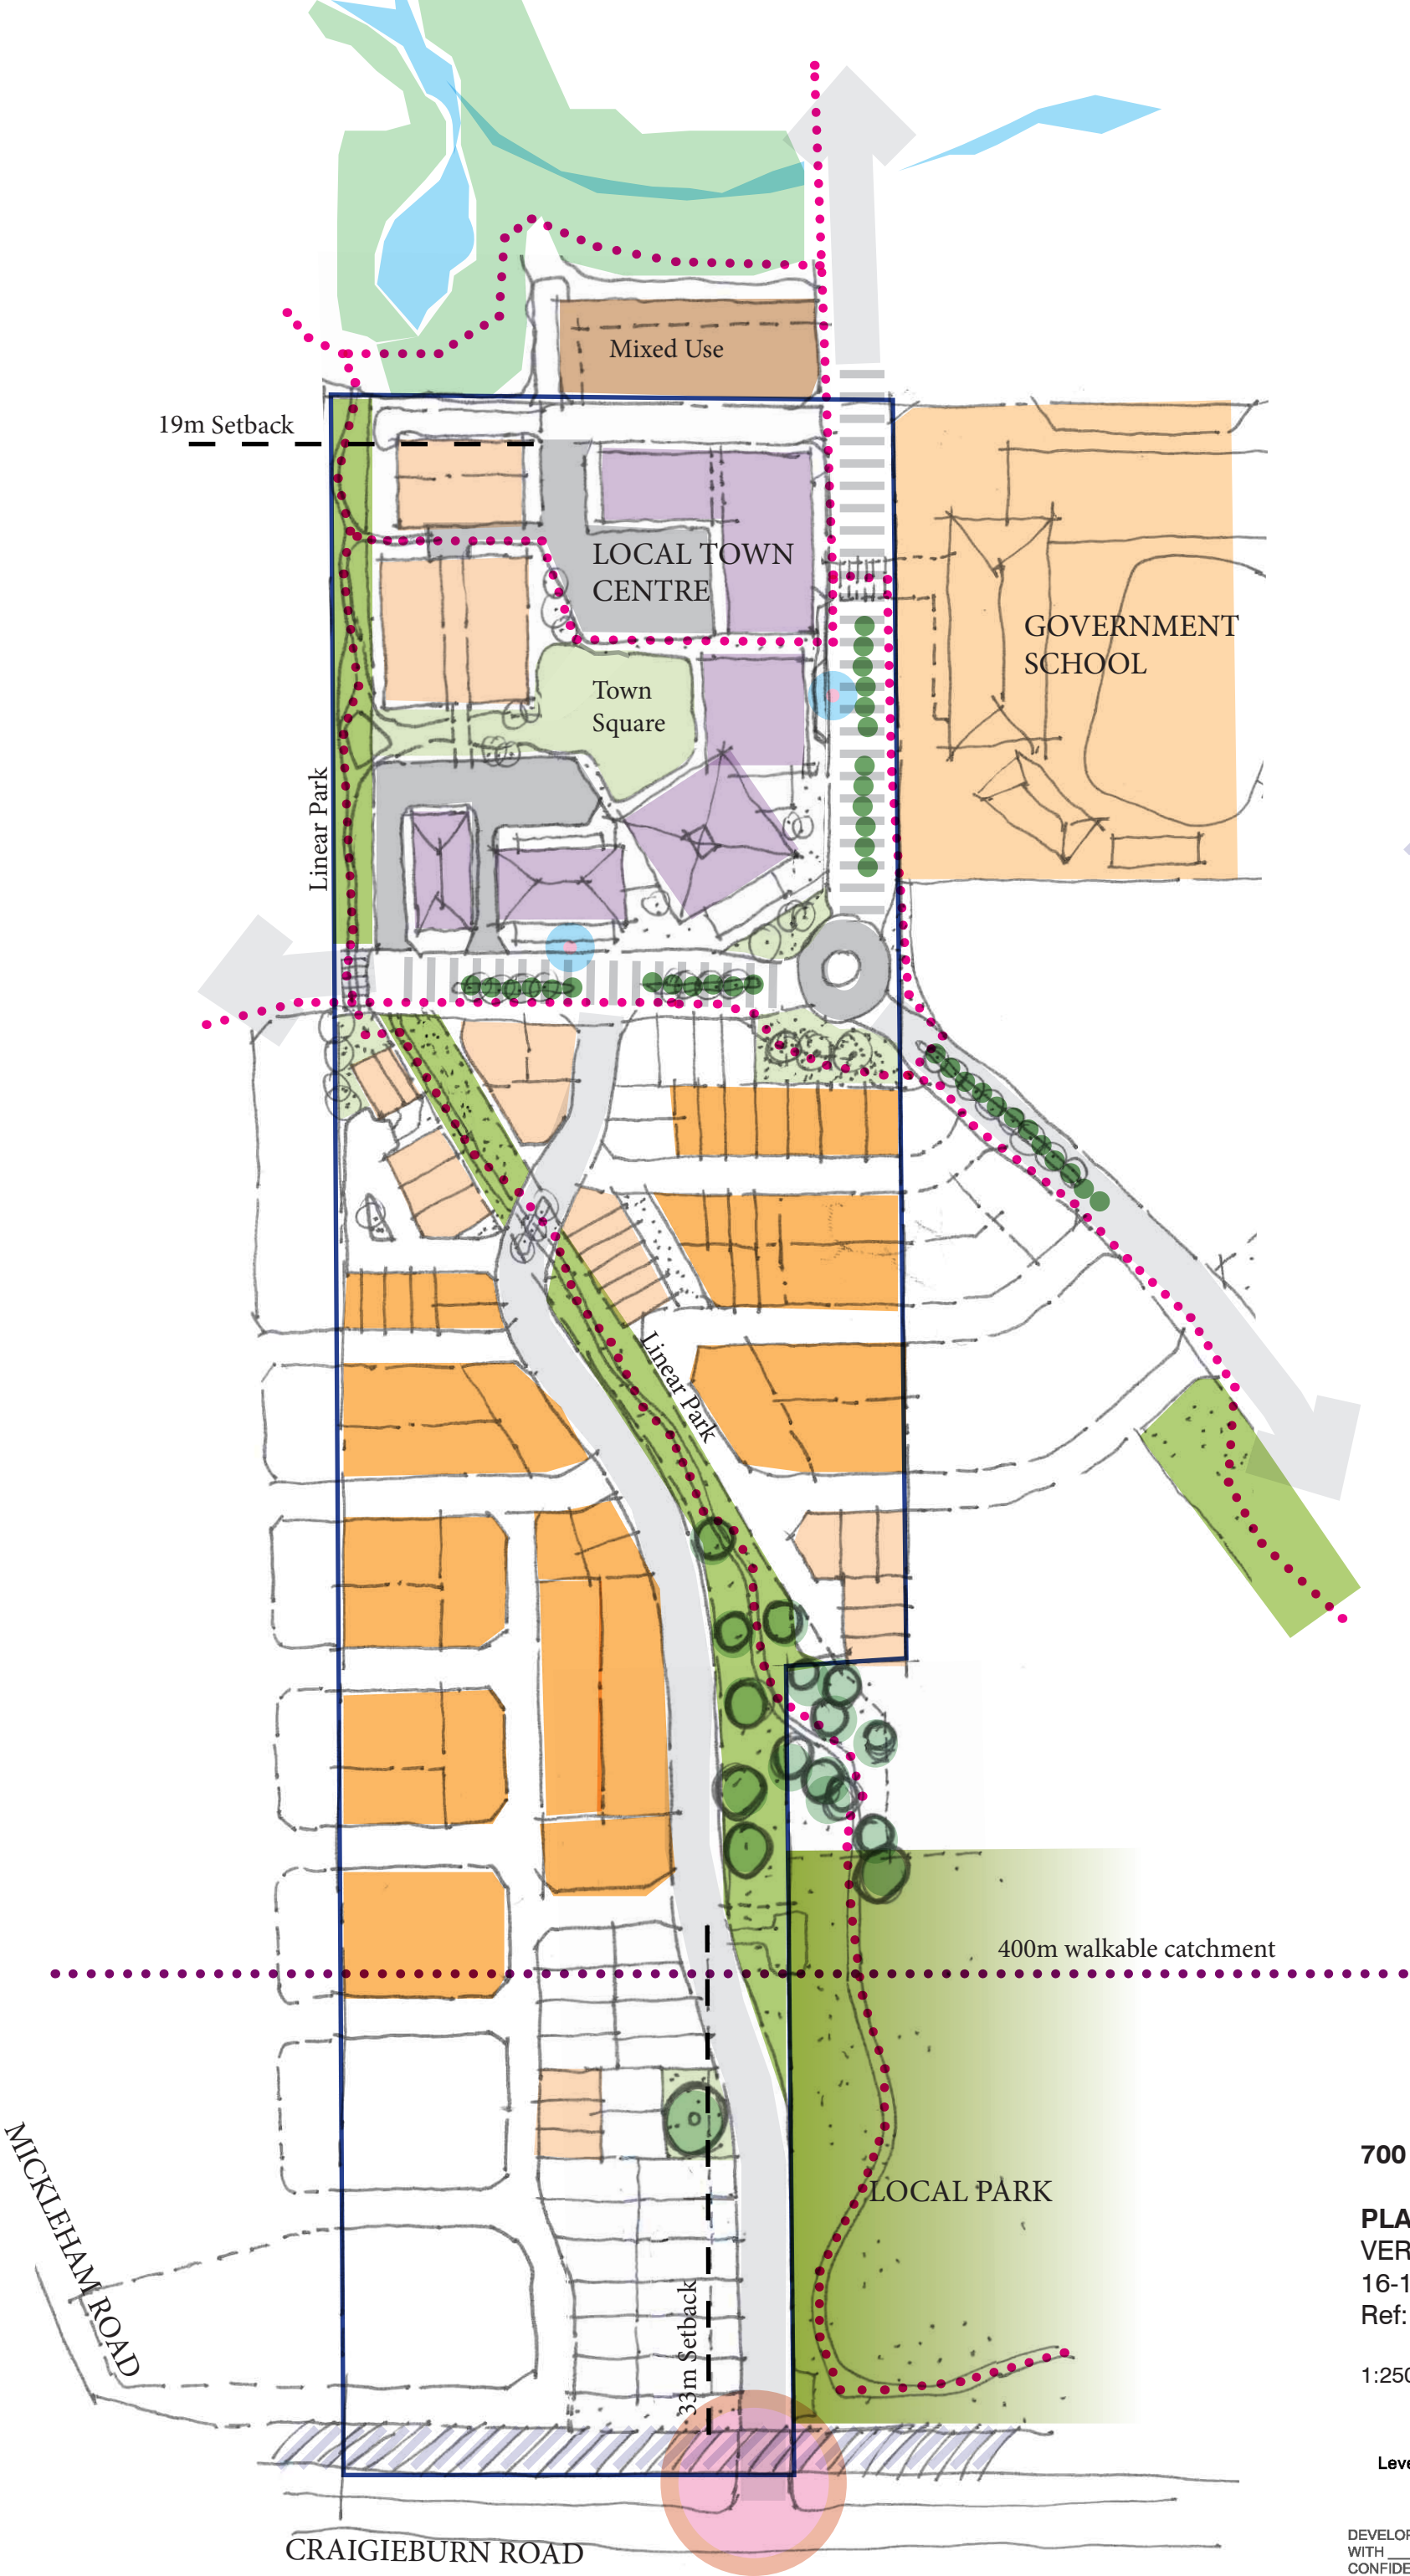 Mixed Use
19m Setback
LOCAL TOWN
CENTRE
GOVERNMENT
SCHOOL
Town
Square
Linear Park
Linear Park
400m walkable catchment
MICKLEHAM ROAD
LOCAL PARK
33m Setback
CRAIGIEBURN ROAD
700
PLA
VER
16-1
Ref:
1:250
Leve
DEVELOP
WITH
CONFIDE